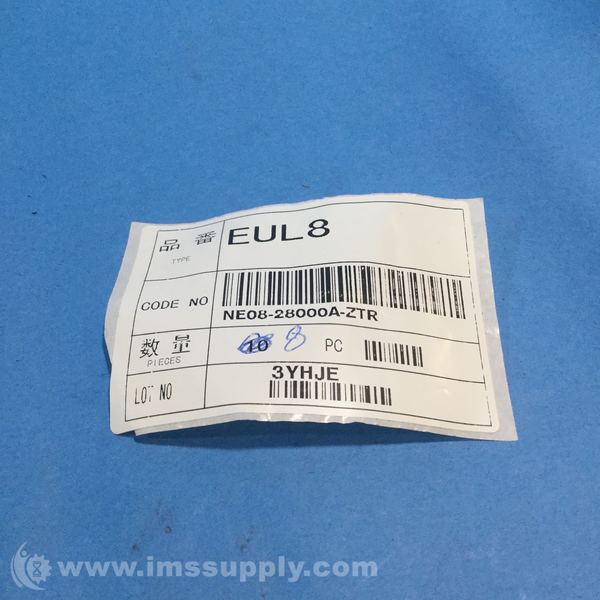 品 番 EUL8
TYPE
CODE NO NE08-28000A-ZTR
数 量 10 8 PC
PIECES
LOT NO 3YHJE
www.imssupply.com